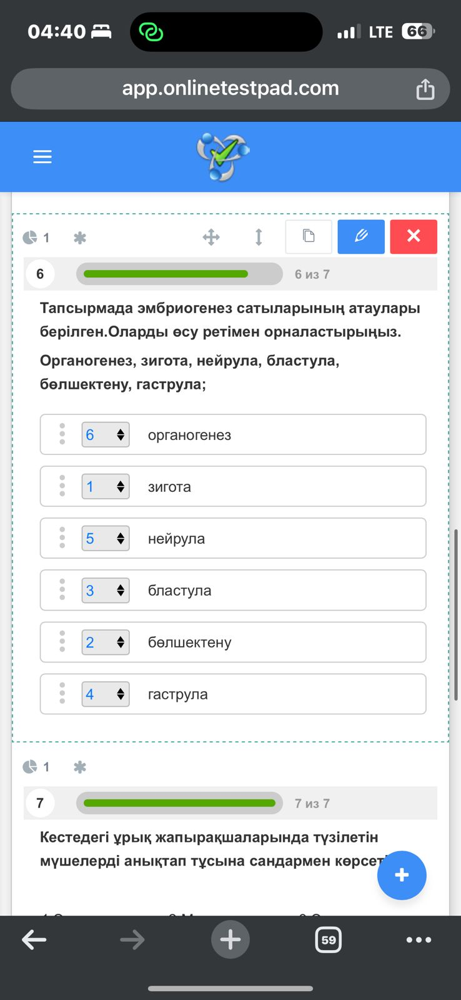 04:40
LTE
66
app.onlinetestpad.com
1
6
6 из 7
Тапсырмада эмбриогенез сатыларының атаулары
берілген.Оларды өсу ретімен орналастырыңыз.
Органогенез, зигота, нейрула, бластула,
бөлшектену, гаструла;
6 органогенез
1 зигота
5 нейрула
3 бластула
2 бөлшектену
4 гаструла
1
7
7 из 7
Кестедегі ұрық жапырақшаларында түзілетін
мүшелерді анықтап тұсына сандармен
59